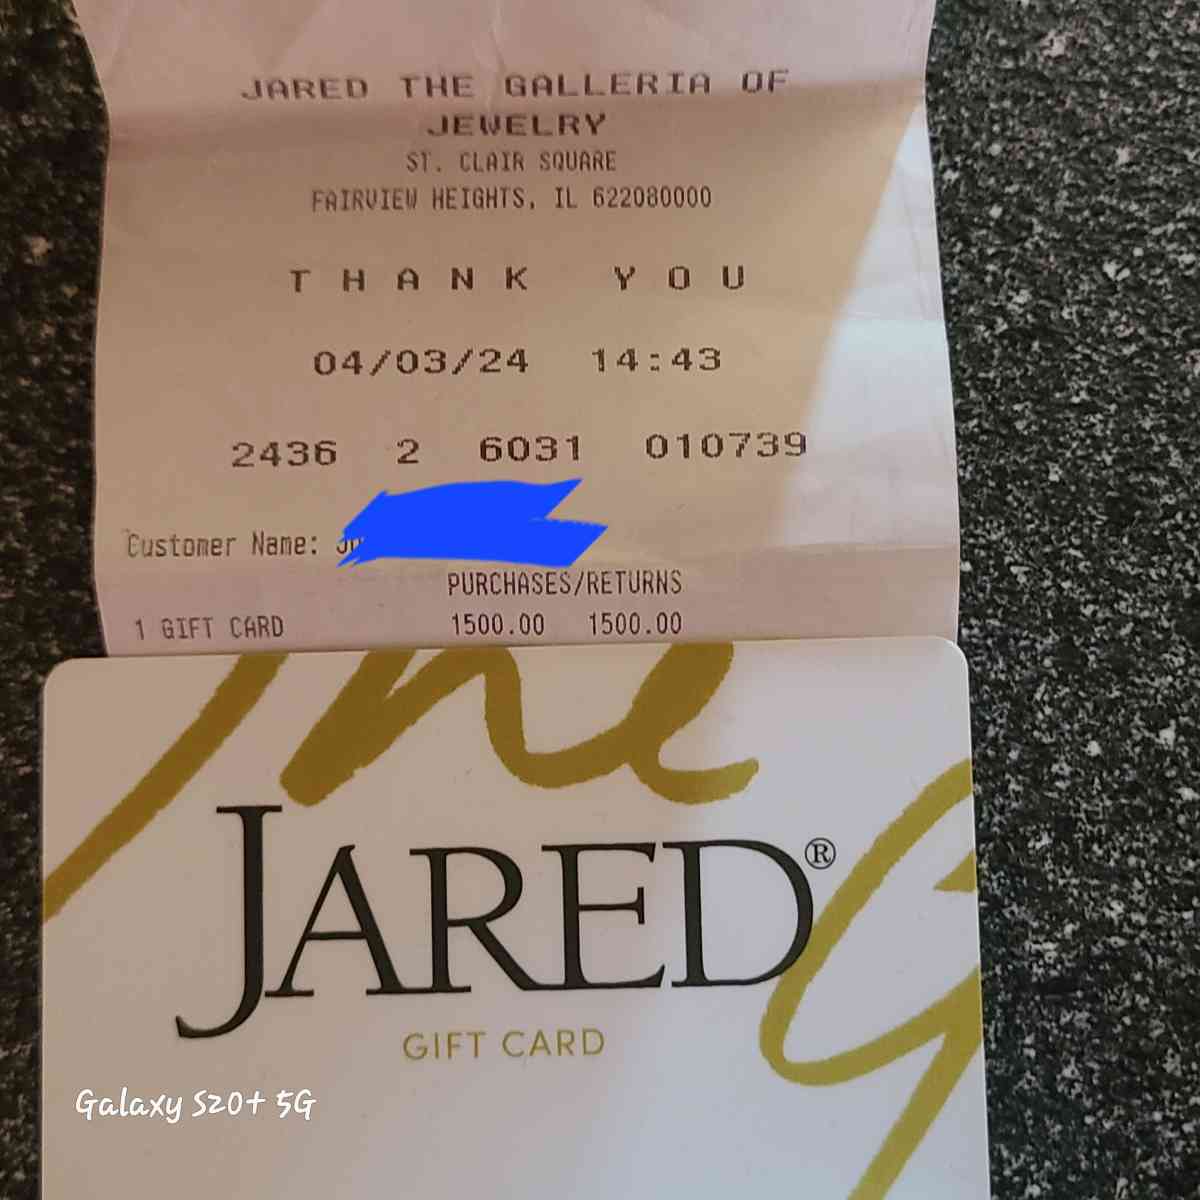 JARED THE GALLERIA OF
JEWELRY
ST. CLAIR SQUARE
FAIRVIEW HEIGHTS, IL 622080000
THANK YOU
04/03/24 14:43
2436 2 6031 010739
Customer Name:
PURCHASES/RETURNS
1 GIFT CARD 1500.00 1500.00
The
G
JARED®
GIFT CARD
Galaxy S20+ 5G